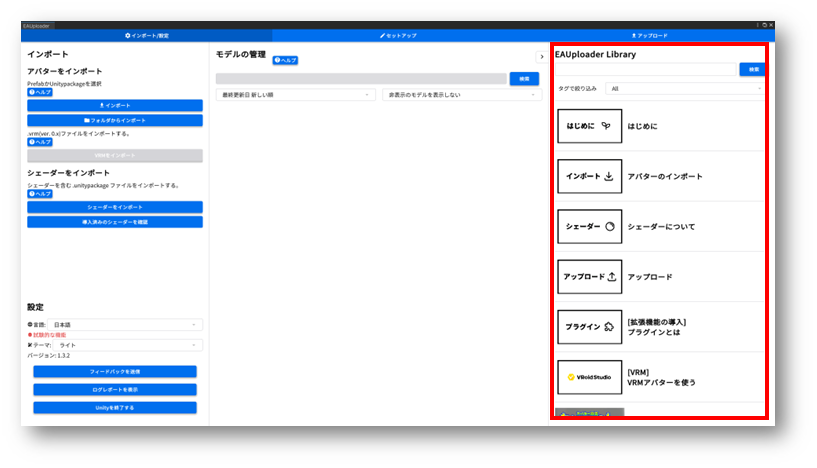 EAUploader
インポート/設定
セットアップ
アップロード
インポート
アバターをインポート
PrefabかUnitypackageを選択
ヘルプ
インポート
フォルダからインポート
.vrm(ver. 0.x)ファイルをインポートする。
ヘルプ
VRMをインポート
シェーダーをインポート
シェーダーを含む .unitypackage ファイルをインポートする。
ヘルプ
シェーダーをインポート
導入済みのシェーダーを確認
設定
言語: 日本語
試験的な機能
テーマ: ライト
バージョン: 1.3.2
フィードバックを送信
ログレポートを表示
Unityを終了する
モデルの管理
ヘルプ
検索
最終更新日 新しい順
非表示のモデルを表示しない
EAUploader Library
検索
タグで絞り込み All
はじめに はじめに
インポート アバターのインポート
シェーダー シェーダーについて
アップロード アップロード
プラグイン
[拡張機能の導入]
プラグインとは
VRoid Studio
[VRM]
VRMアバターを使う